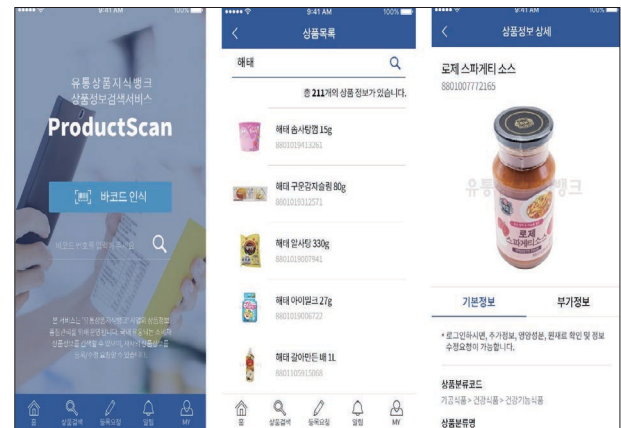 9:41 AM
100%
유통상품지식뱅크
상품정보검색서비스
ProductScan
바코드 인식
홈
상품검색
등록요청
알림
MY
9:41 AM
100%
상품목록
해태
총 211개의 상품 정보가 있습니다.
해태 솜사탕껌 15g
8801019413261
해태 구운감자슬림 80g
8801019312571
해태 알사탕 330g
8801019007941
해태 아이밀크 27g
8801019006722
해태 갈아만든 배 1L
8801105915068
홈
상품검색
등록요청
알림
MY
9:41 AM
100%
상품정보 상세
로제 스파게티 소스
8801007772165
유통
뱅크
로제
스파게티소스
기본정보
부가정보
* 로그인하시면, 추가정보, 영양성분, 원재료 확인 및 정보
수정요청이 가능합니다.
상품분류코드
가공식품 > 건강식품 > 건강기능식품
상품분류명